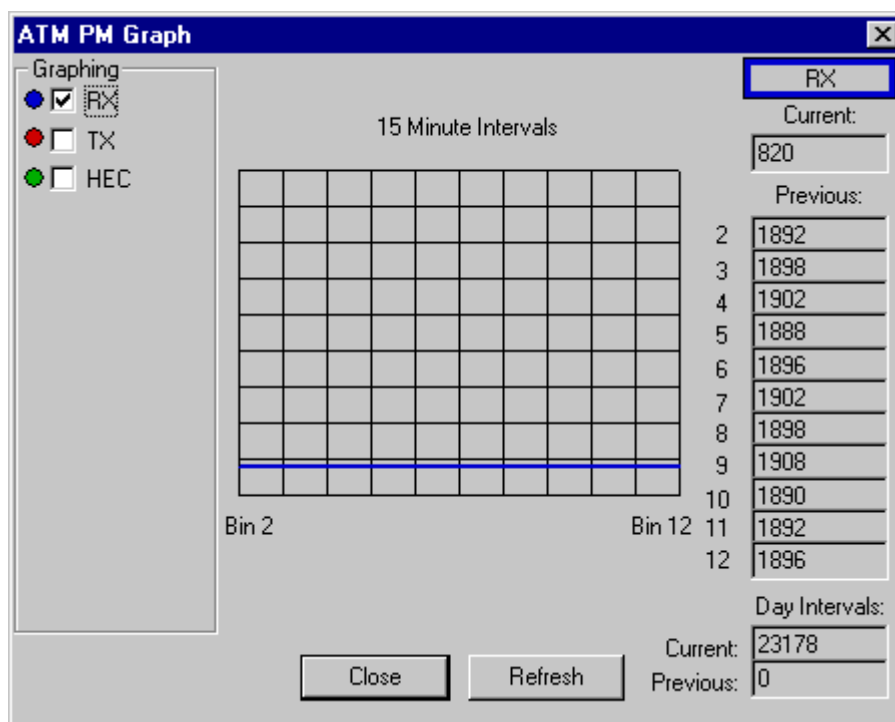 ATM PM Graph
Graphing
RX
TX
HEC
15 Minute Intervals
Bin 2
Bin 12
RX
Current:
820
Previous:
2 1892
3 1898
4 1902
5 1888
6 1896
7 1902
8 1898
9 1908
10 1890
11 1892
12 1896
Day Intervals:
Current: 23178
Previous: 0
Close
Refresh